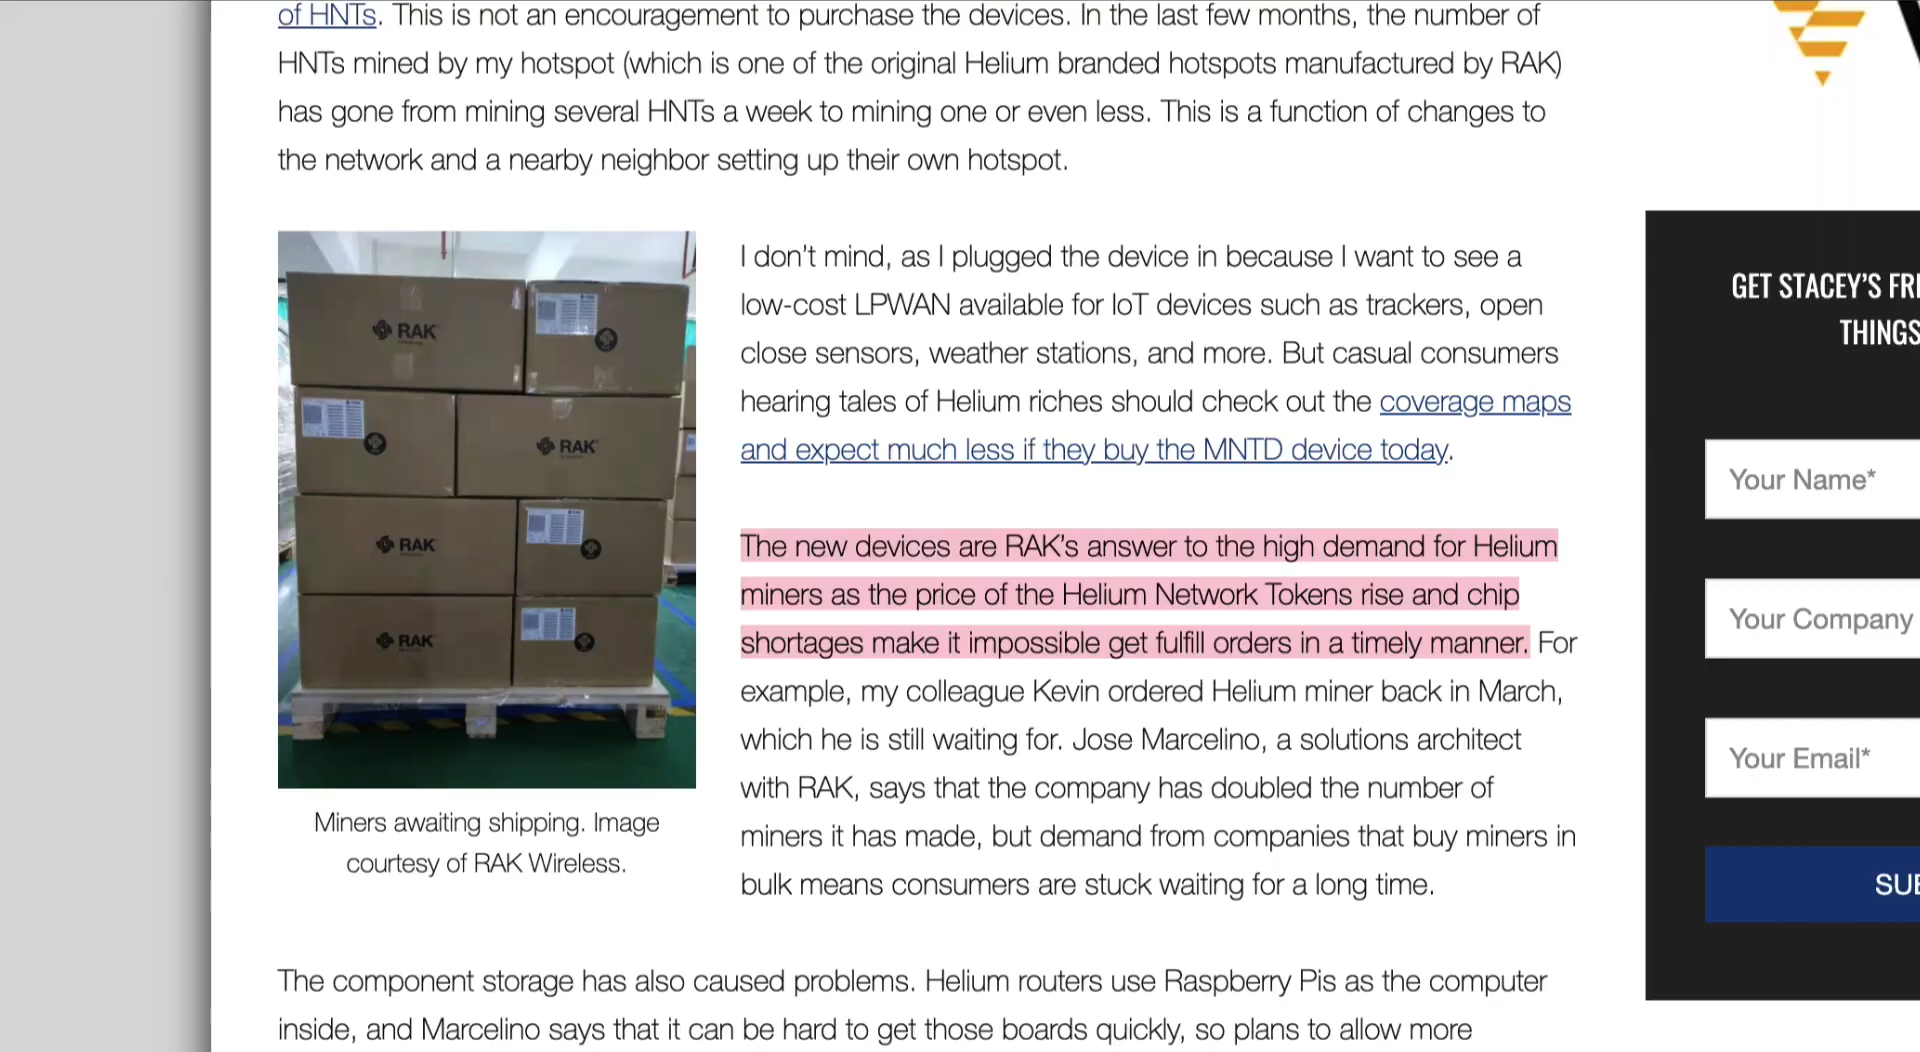 of HNTs. This is not an encouragement to purchase the devices. In the last few months, the number of
HNTs mined by my hotspot (which is one of the original Helium branded hotspots manufactured by RAK)
has gone from mining several HNTs a week to mining one or even less. This is a function of changes to
the network and a nearby neighbor setting up their own hotspot.
RAK
RAK
RAK
RAK
Miners awaiting shipping. Image
courtesy of RAK Wireless.
I don't mind, as I plugged the device in because I want to see a
low-cost LPWAN available for IoT devices such as trackers, open
close sensors, weather stations, and more. But casual consumers
hearing tales of Helium riches should check out the coverage maps
and expect much less if they buy the MNTD device today.
The new devices are RAK's answer to the high demand for Helium
miners as the price of the Helium Network Tokens rise and chip
shortages make it impossible get fulfill orders in a timely manner. For
example, my colleague Kevin ordered Helium miner back in March,
which he is still waiting for. Jose Marcelino, a solutions architect
with RAK, says that the company has doubled the number of
miners it has made, but demand from companies that buy miners in
bulk means consumers are stuck waiting for a long time.
The component storage has also caused problems. Helium routers use Raspberry Pis as the computer
inside, and Marcelino says that it can be hard to get those boards quickly, so plans to allow more
GET STACEY'S FRE
THINGS
Your Name*
Your Company
Your Email*
SUB